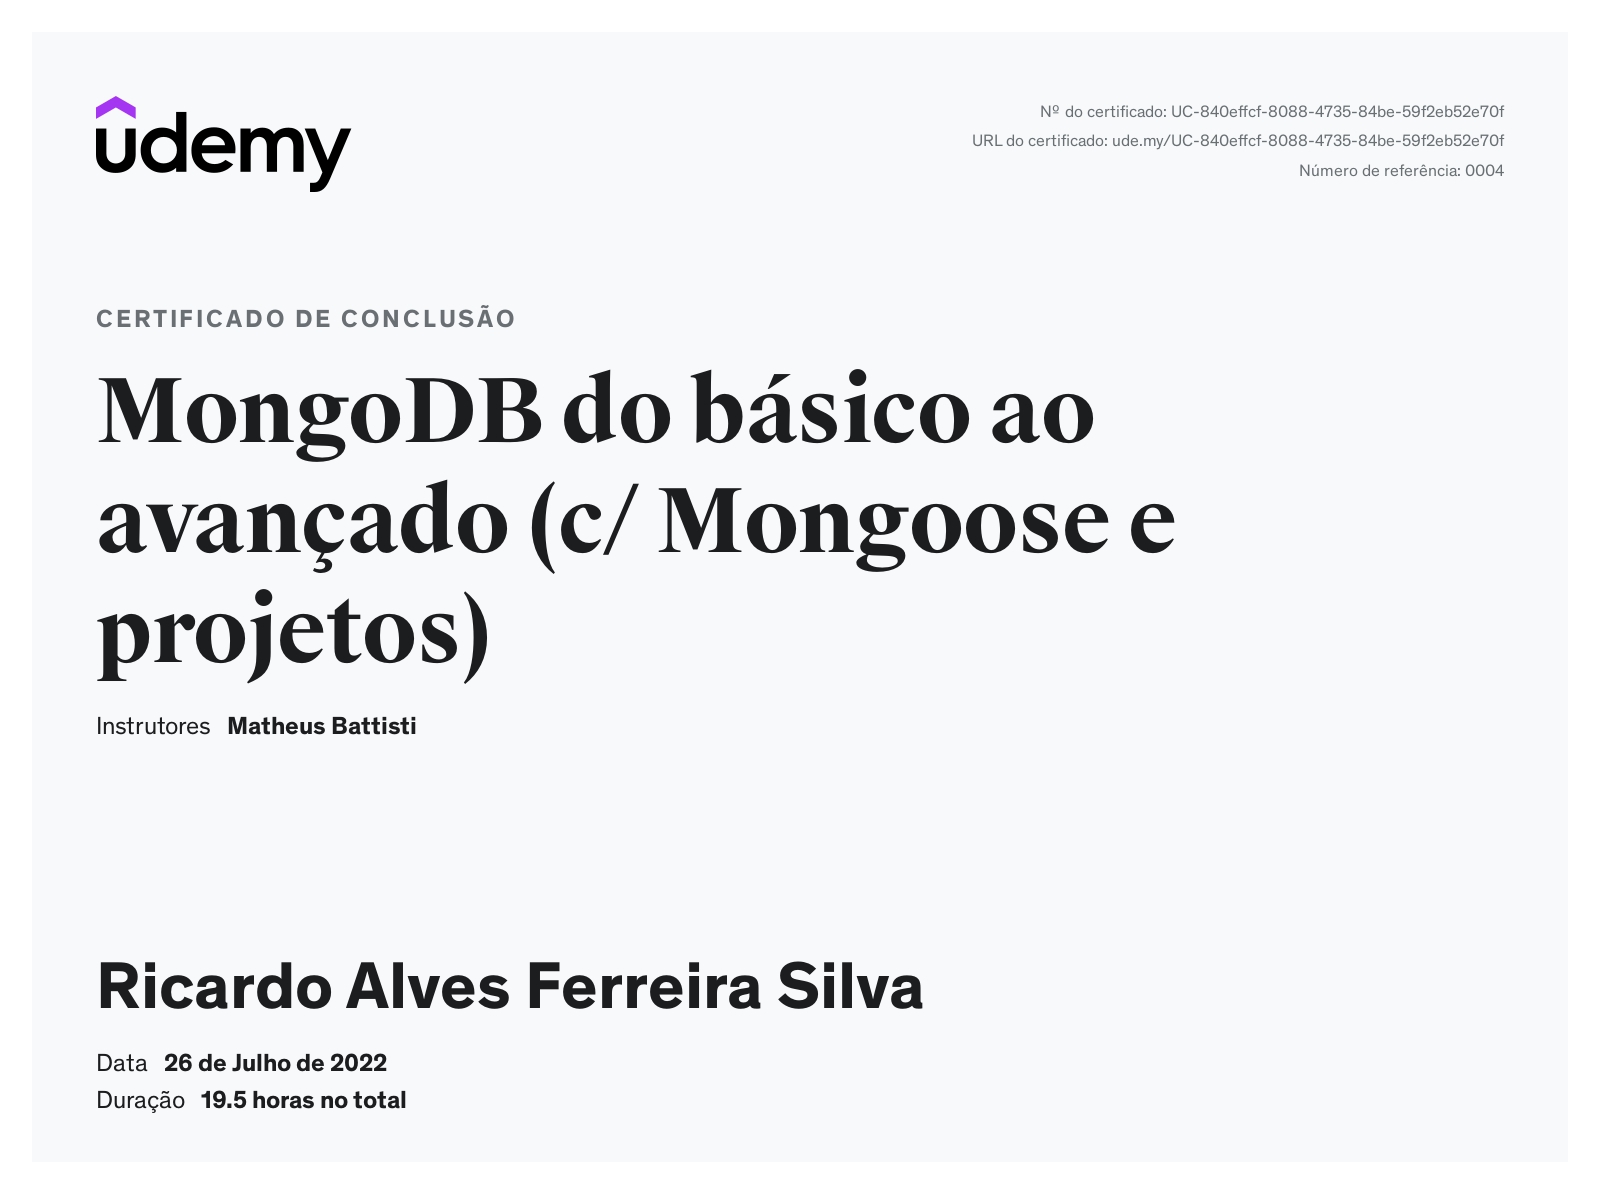 udemy
Nº do certificado: UC-840effcf-8088-4735-84be-59f2eb52e70f
URL do certificado: ude.my/UC-840effcf-8088-4735-84be-59f2eb52e70f
Número de referência: 0004
CERTIFICADO DE CONCLUSÃO
MongoDB do básico ao
avançado (c/ Mongoose e
projetos)
Instrutores Matheus Battisti
Ricardo Alves Ferreira Silva
Data 26 de Julho de 2022
Duração 19.5 horas no total